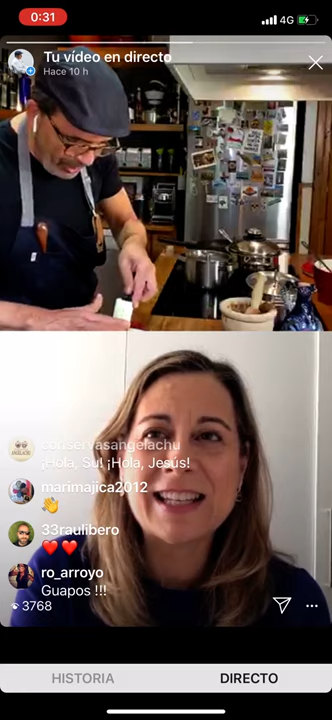 0:31
4G
Tu vídeo en directo
Hace 10 h
conservasangelachu
¡Hola, Su! ¡Hola, Jesús!
marimajica2012
👋
33raulibero
❤️❤️
ro_arroyo
Guapos !!!
3768
HISTORIA
DIRECTO